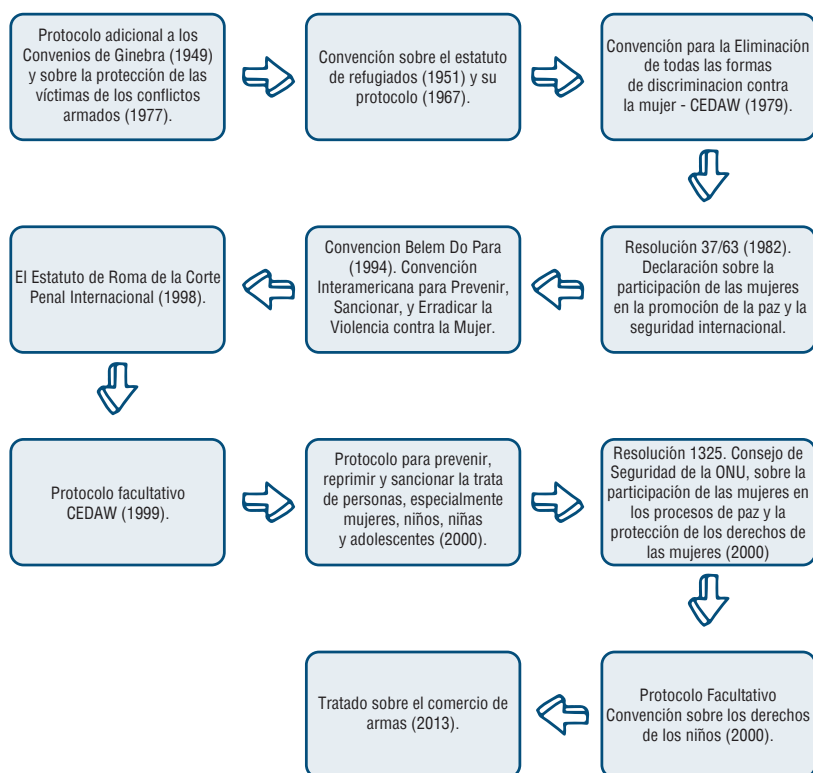 Protocolo adicional a los
Convenios de Ginebra (1949)
y sobre la protección de las
víctimas de los conflictos
armados (1977).
Convención sobre el estatuto
de refugiados (1951) y su
protocolo (1967).
Convención para la Eliminación
de todas las formas
de discriminacion contra
la mujer - CEDAW (1979).
Resolución 37/63 (1982).
Declaración sobre la
participación de las mujeres
en la promoción de la paz y la
seguridad internacional.
Convencion Belem Do Para
(1994). Convención
Interamericana para Prevenir,
Sancionar, y Erradicar la
Violencia contra la Mujer.
El Estatuto de Roma de la Corte
Penal Internacional (1998).
Protocolo facultativo
CEDAW (1999).
Protocolo para prevenir,
reprimir y sancionar la trata
de personas, especialmente
mujeres, niños, niñas
y adolescentes (2000).
Resolución 1325. Consejo de
Seguridad de la ONU, sobre la
participación de las mujeres en
los procesos de paz y la
protección de los derechos de
las mujeres (2000)
Protocolo Facultativo
Convención sobre los derechos
de los niños (2000).
Tratado sobre el comercio de
armas (2013).